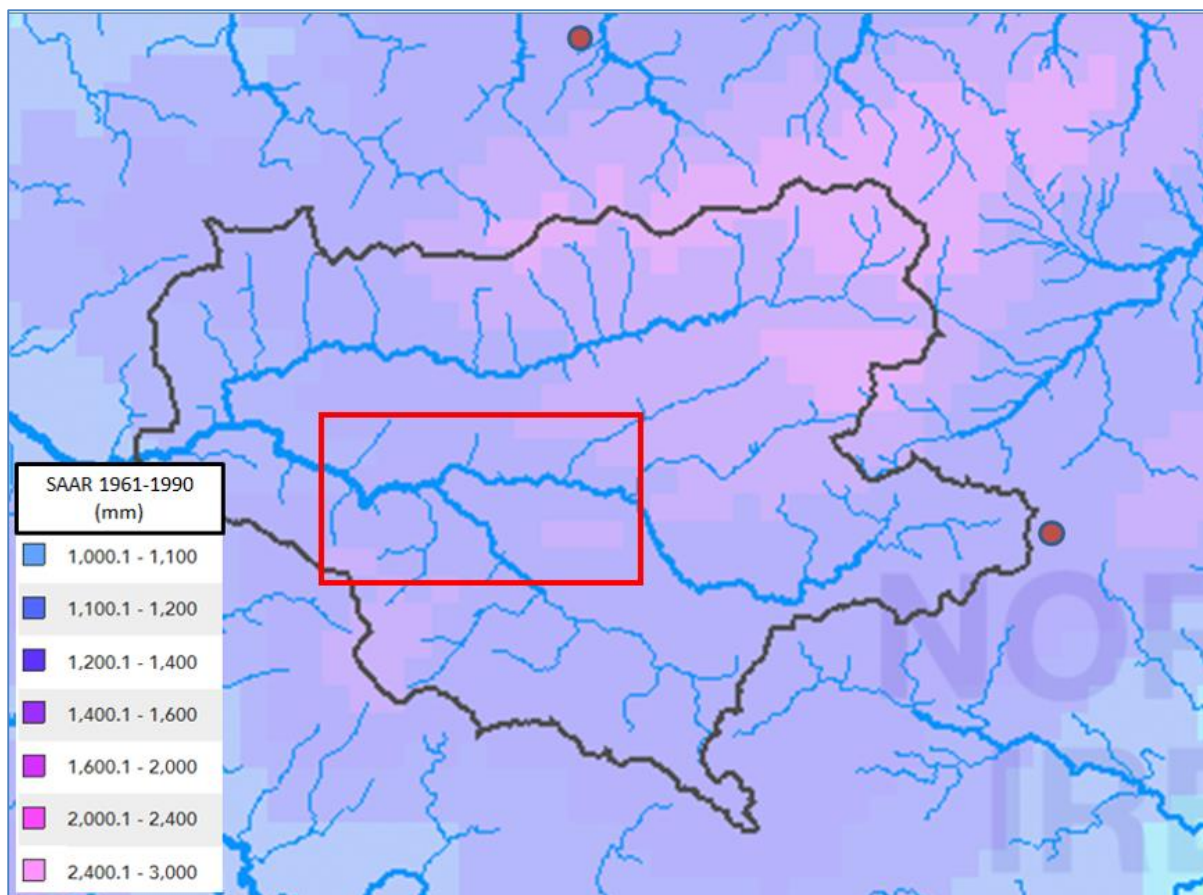 SAAR 1961-1990
(mm)
1,000.1 - 1,100
1,100.1 - 1,200
1,200.1 - 1,400
1,400.1 - 1,600
1,600.1 - 2,000
2,000.1 - 2,400
2,400.1 - 3,000
NOR
IRE